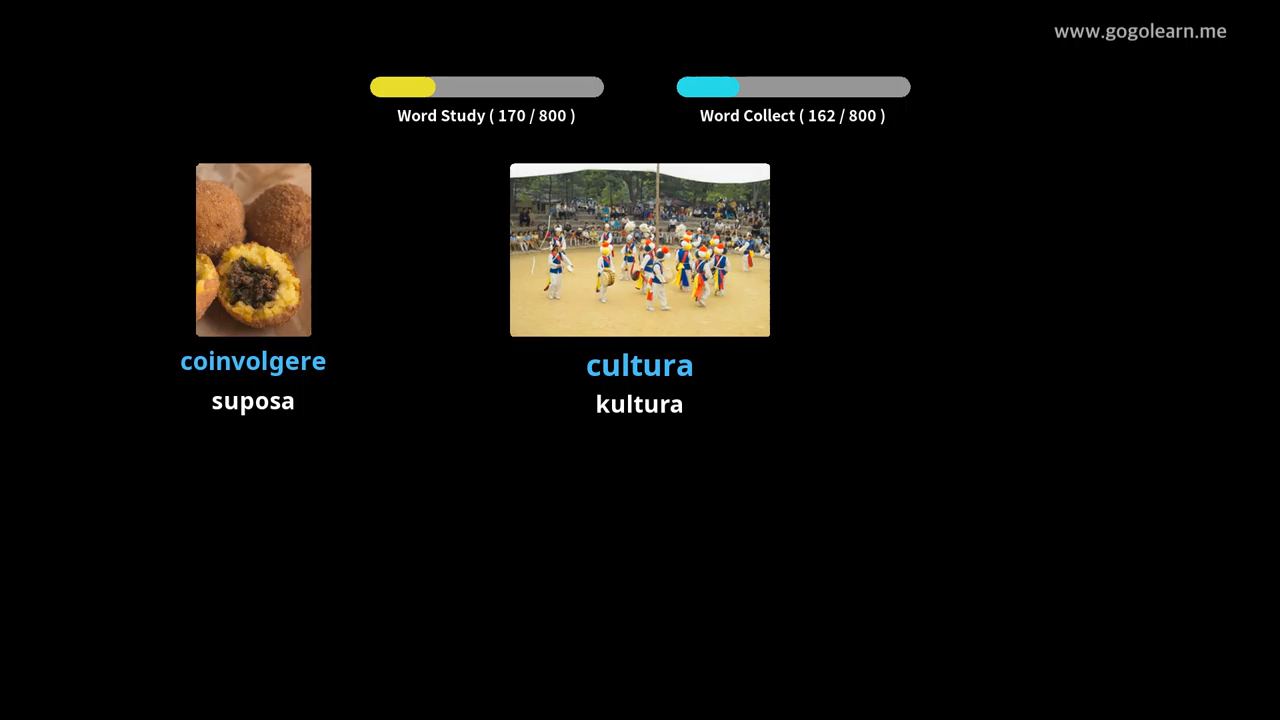 www.gogolearn.me
Word Study ( 170 / 800 )
Word Collect ( 162 / 800 )
coinvolgere
suposa
cultura
kultura